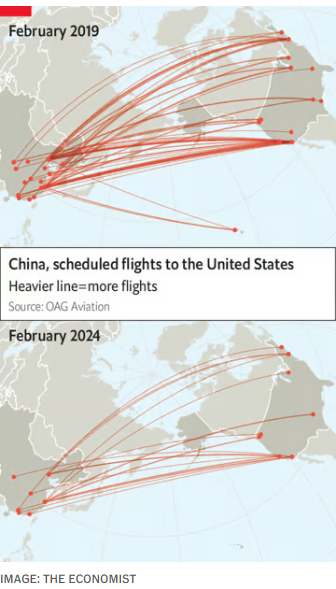 February 2019
China, scheduled flights to the United States
Heavier line=more flights
Source: OAG Aviation
February 2024
IMAGE: THE ECONOMIST